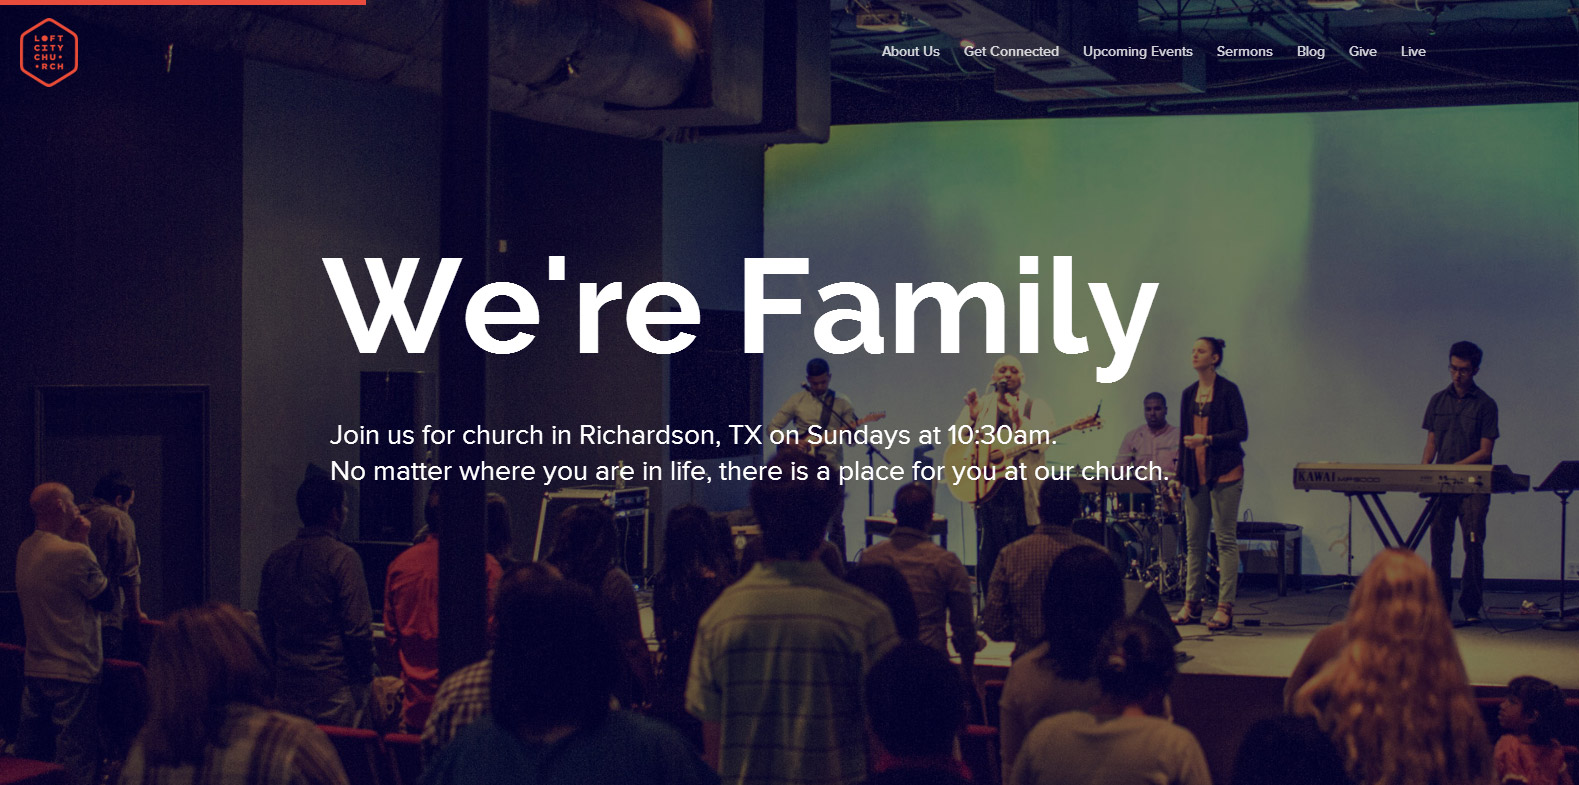 LOFT
CITY
CHU•
•RCH
About Us Get Connected Upcoming Events Sermons Blog Give Live
We're Family
Join us for church in Richardson, TX on Sundays at 10:30am.
No matter where you are in life, there is a place for you at our church.
KAWAI MP8000